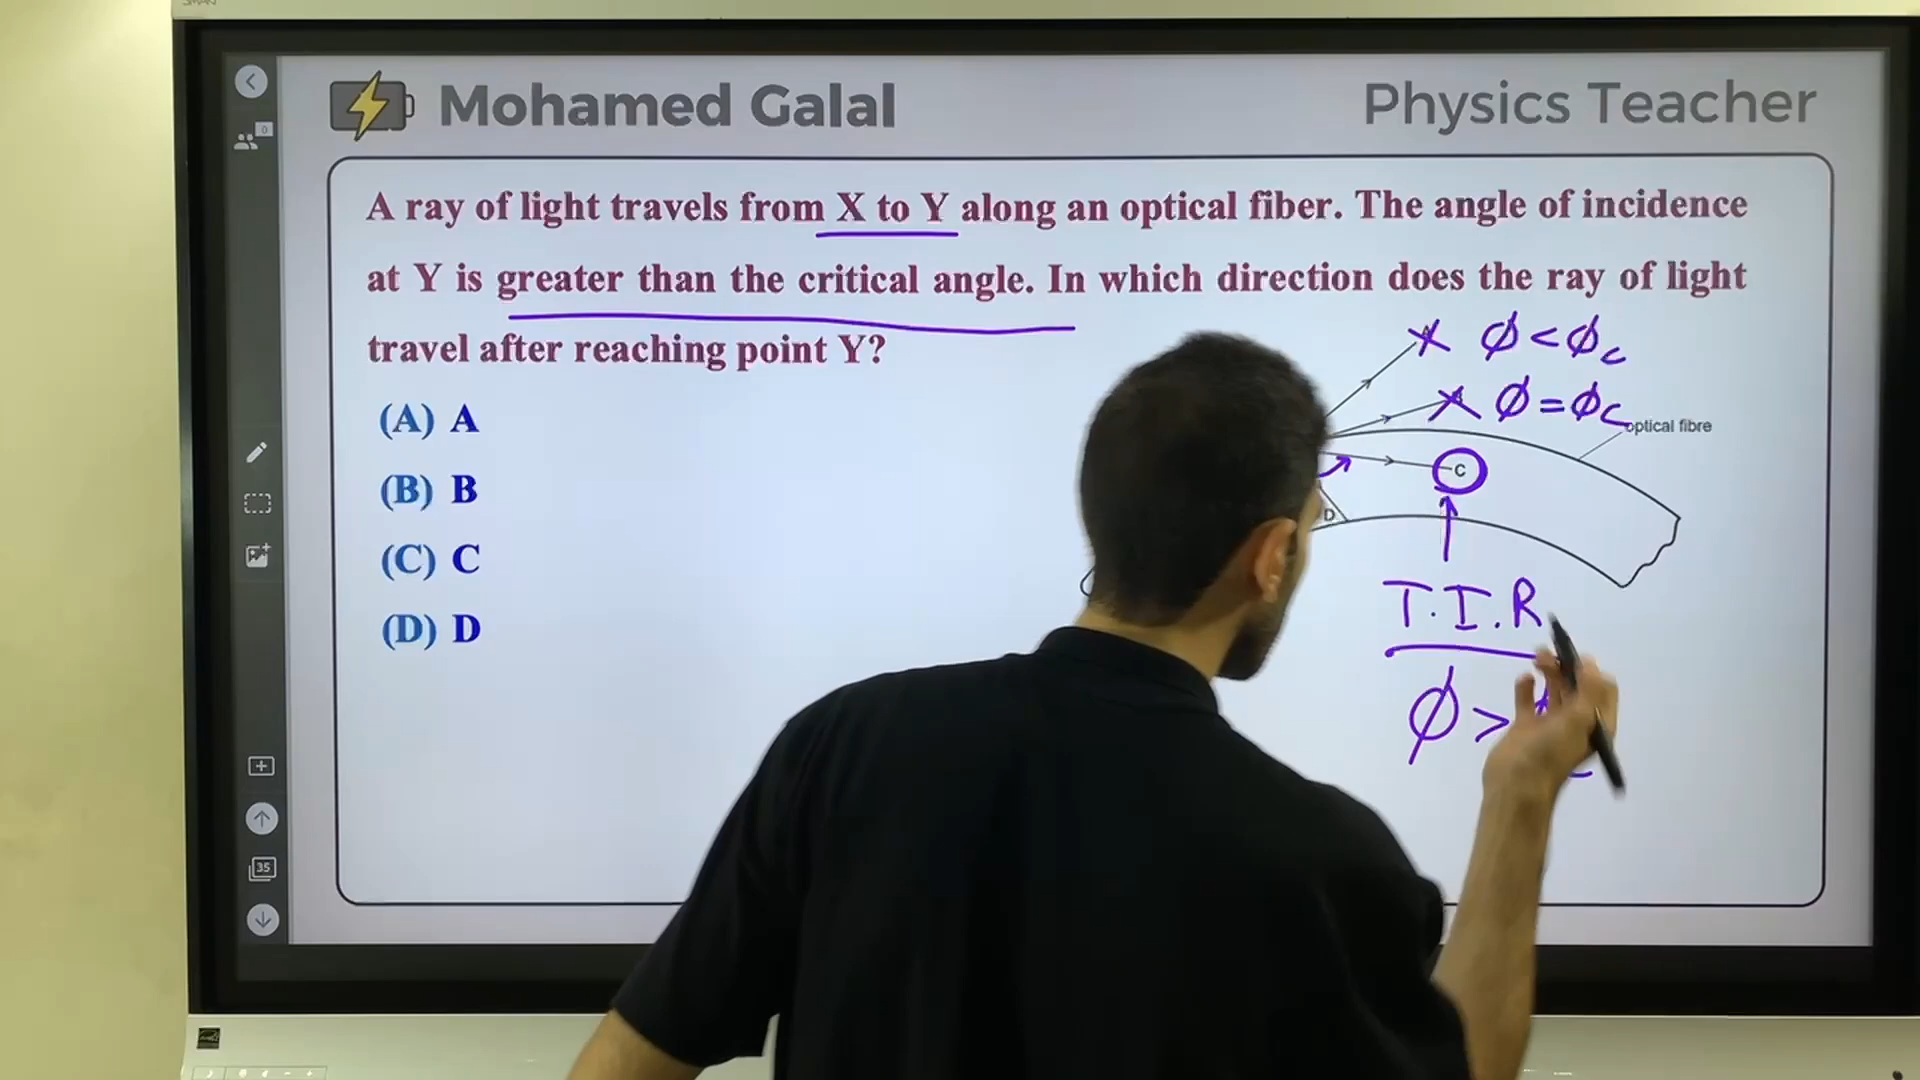 Mohamed Galal
Physics Teacher
A ray of light travels from X to Y along an optical fiber. The angle of incidence
at Y is greater than the critical angle. In which direction does the ray of light
travel after reaching point Y?
(A) A
(B) B
(C) C
(D) D
ϕ < ϕc
ϕ = ϕc
optical fibre
C
D
T.I.R
ϕ >
0
35